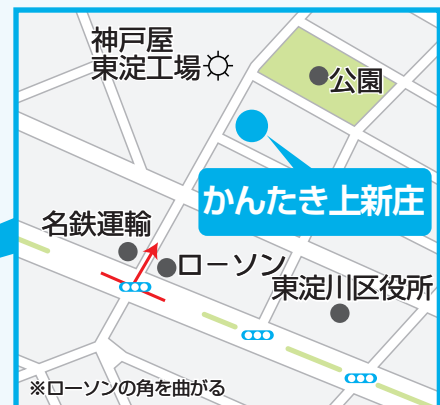 神戸屋
東淀工場
公園
かんたき上新庄
名鉄運輸
ローソン
東淀川区役所
※ローソンの角を曲がる